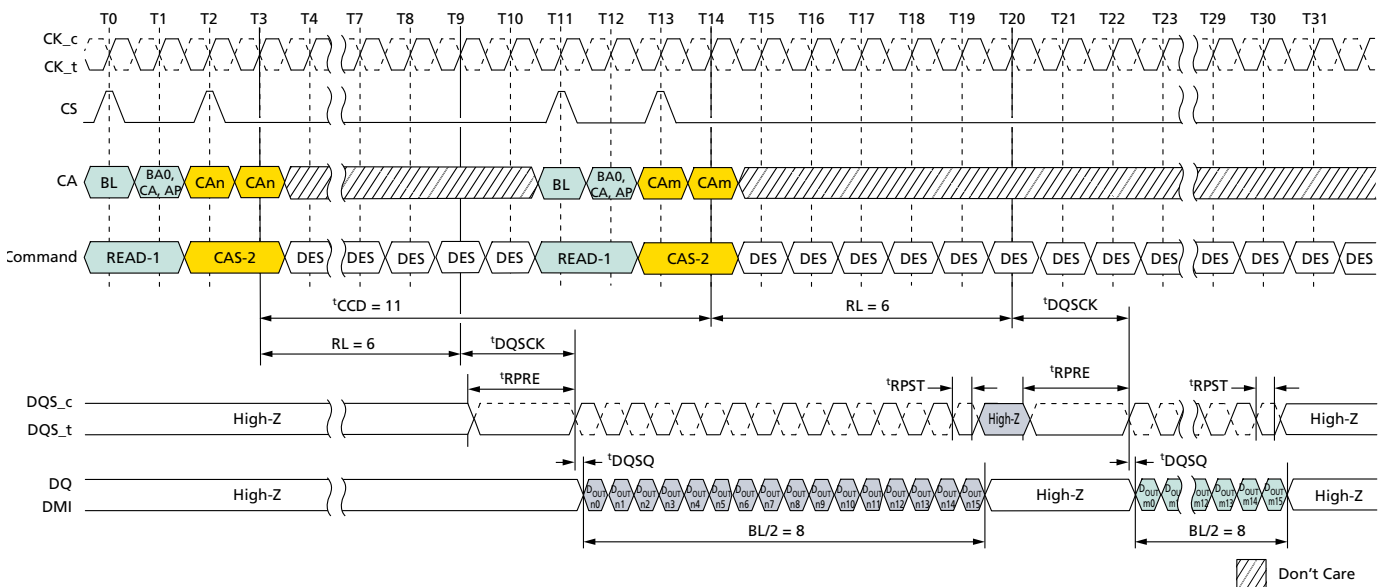 T0 T1 T2 T3 T4 T7 T8 T9 T10 T11 T12 T13 T14 T15 T16 T17 T18 T19 T20 T21 T22 T23 T29 T30 T31
CK_c
CK_t
CS
CA BL BA0, CA, AP CAn CAn BL BA0, CA, AP CAm CAm
Command READ-1 CAS-2 DES DES DES DES DES READ-1 CAS-2 DES DES DES DES DES DES DES DES DES DES DES DES DES
tCCD = 11 RL = 6 tDQSCK
RL = 6 tDQSCK
tRPRE tRPST tRPRE tRPST
DQS_c
DQS_t
High-Z High-Z High-Z
tDQSQ tDQSQ
DQ
DMI
High-Z DOUT n0 DOUT n1 DOUT n2 DOUT n3 DOUT n4 DOUT n5 DOUT n6 DOUT n7 DOUT n8 DOUT n9 DOUT n10 DOUT n11 DOUT n12 DOUT n13 DOUT n14 DOUT n15 High-Z DOUT m0 DOUT m12 DOUT m13 DOUT m14 DOUT m15 High-Z
BL/2 = 8 BL/2 = 8
Don't Care